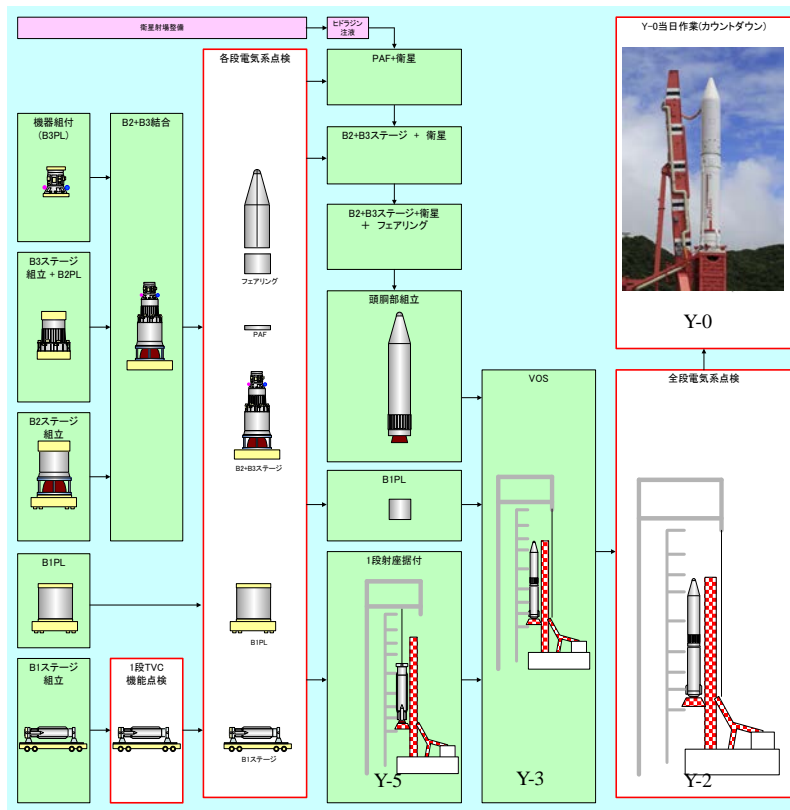 衛星射場整備
ヒドラジン
注液
各段電気系点検
フェアリング
PAF
B2+B3ステージ
B1PL
B1ステージ
PAF+衛星
B2+B3ステージ + 衛星
B2+B3ステージ+衛星
+ フェアリング
頭胴部組立
B1PL
1段射座据付
Y-5
機器組付
(B3PL)
B2+B3結合
B3ステージ
組立+B2PL
B2ステージ
組立
B1PL
B1ステージ
組立
1段TVC
機能点検
VOS
Y-3
全段電気系点検
Y-2
Y-0当日作業(カウントダウン)
Y-0